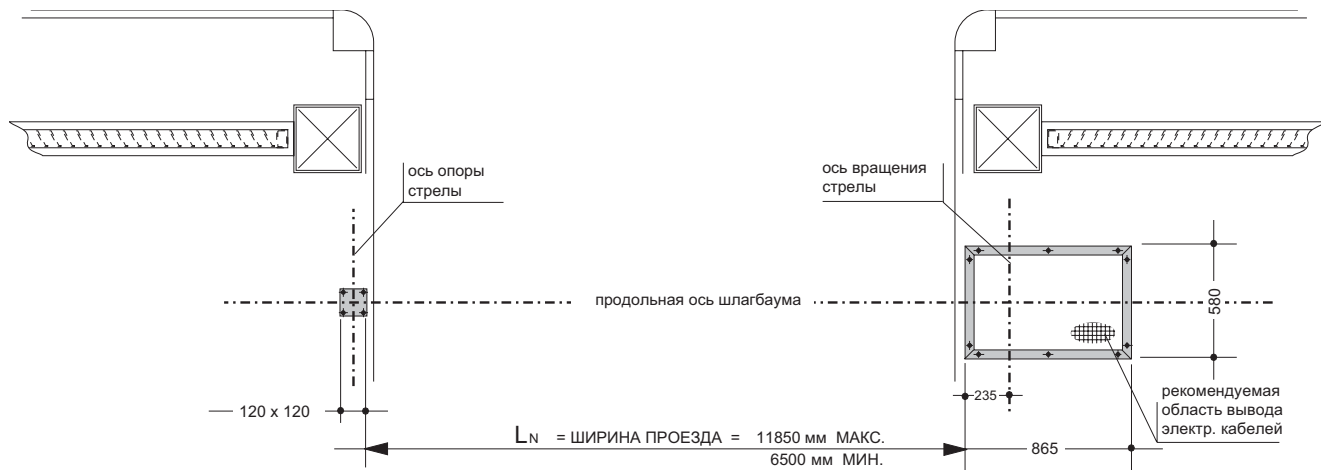 ось опоры
стрелы
ось вращения
стрелы
продольная ось шлагбаума
580
235
рекомендуемая
область вывода
электр. кабелей
120 x 120
LN = ШИРИНА ПРОЕЗДА = 11850 мм МАКС.
6500 мм МИН.
865